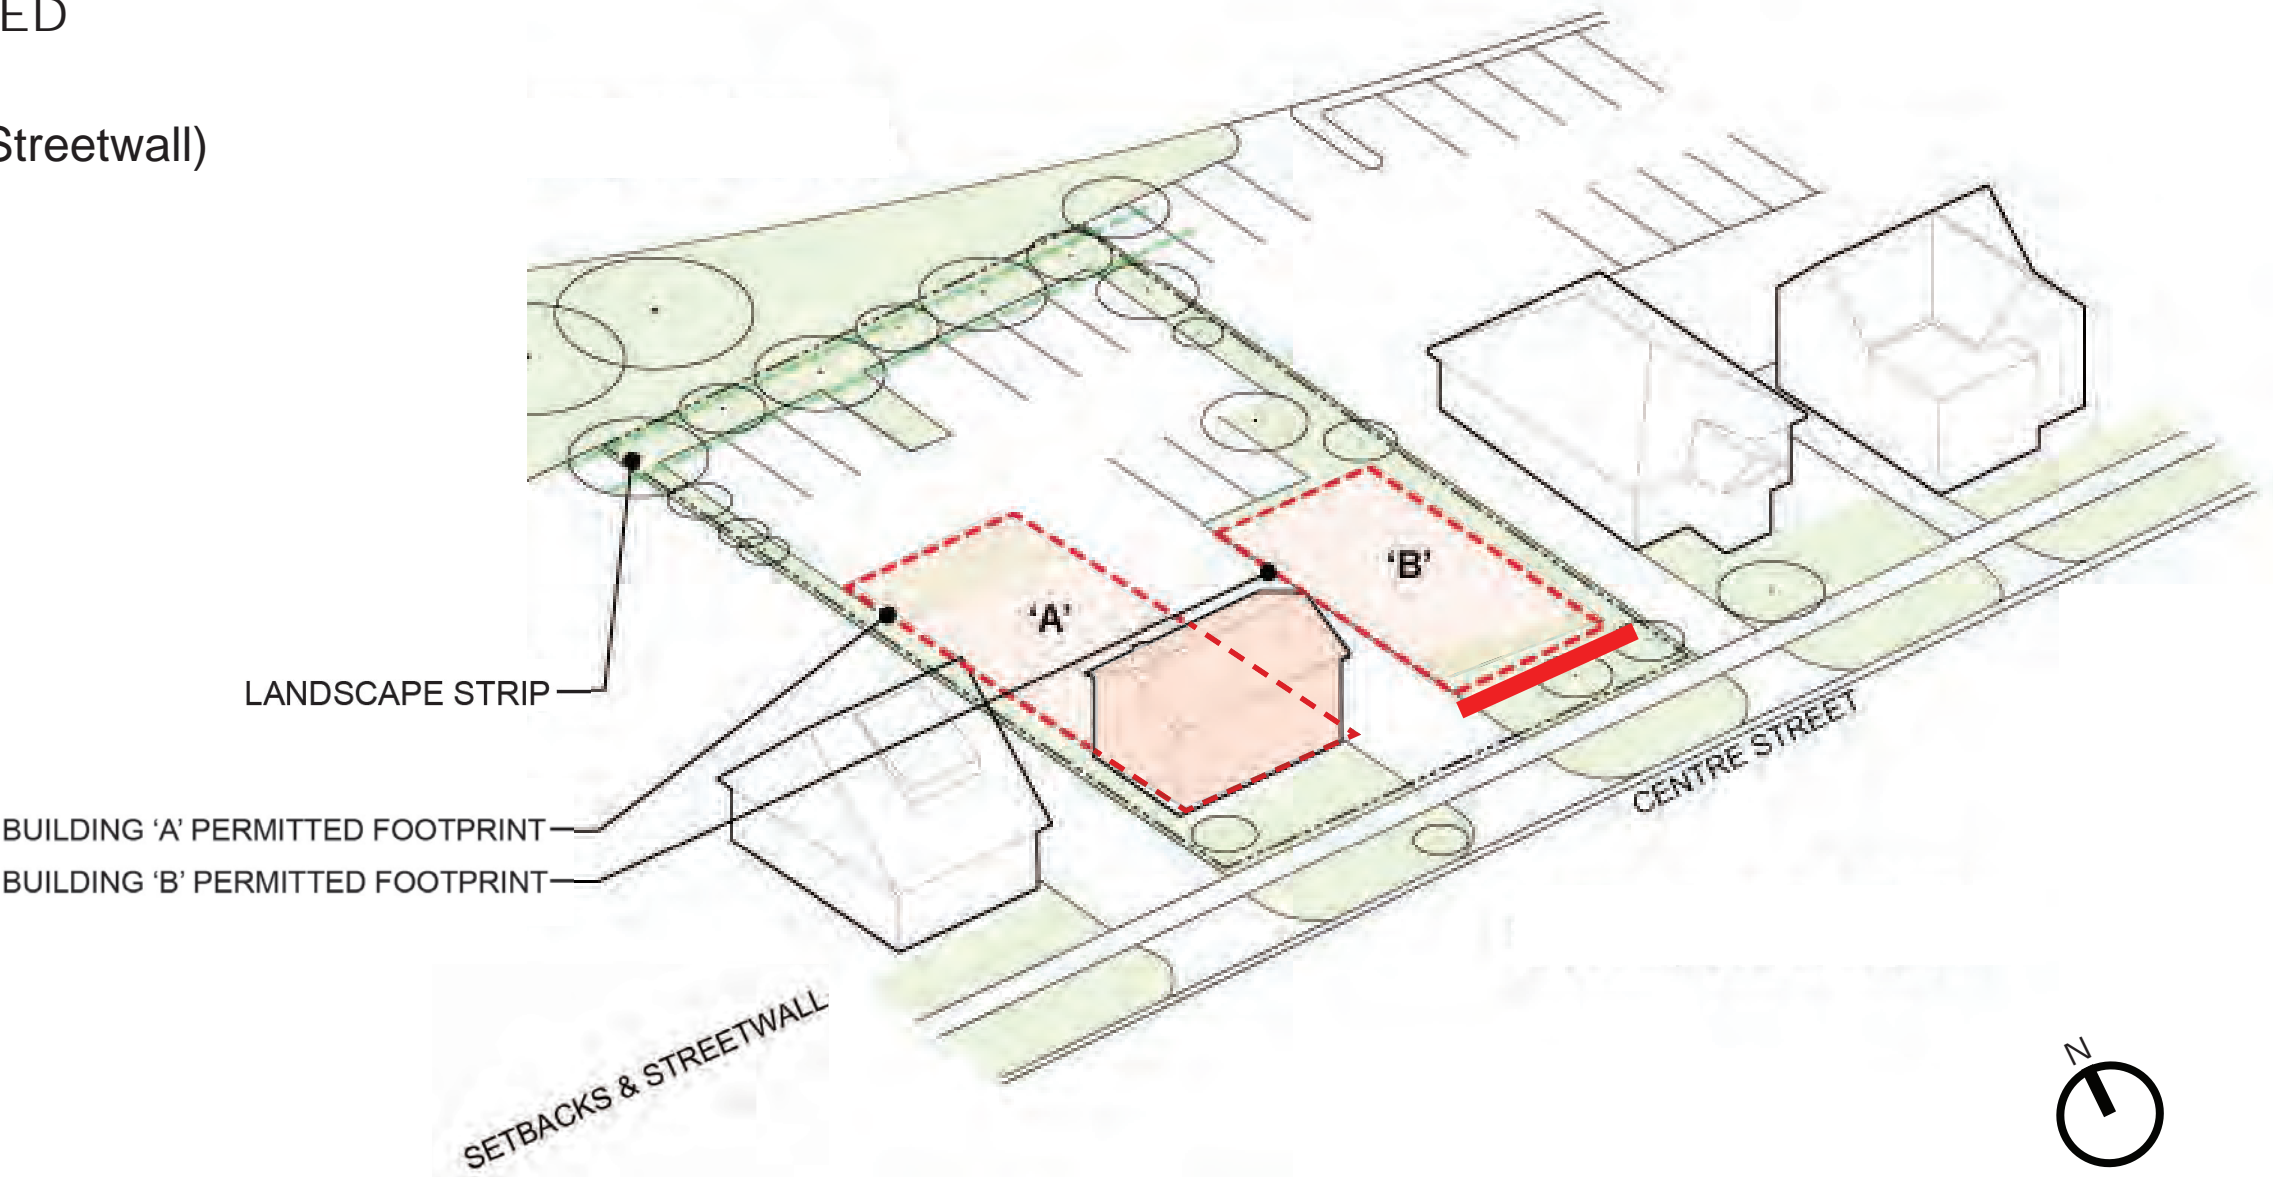 ED
Streetwall)
‘B’
‘A’
LANDSCAPE STRIP
CENTRE STREET
BUILDING ‘A’ PERMITTED FOOTPRINT
BUILDING ‘B’ PERMITTED FOOTPRINT
SETBACKS & STREETWALL
N